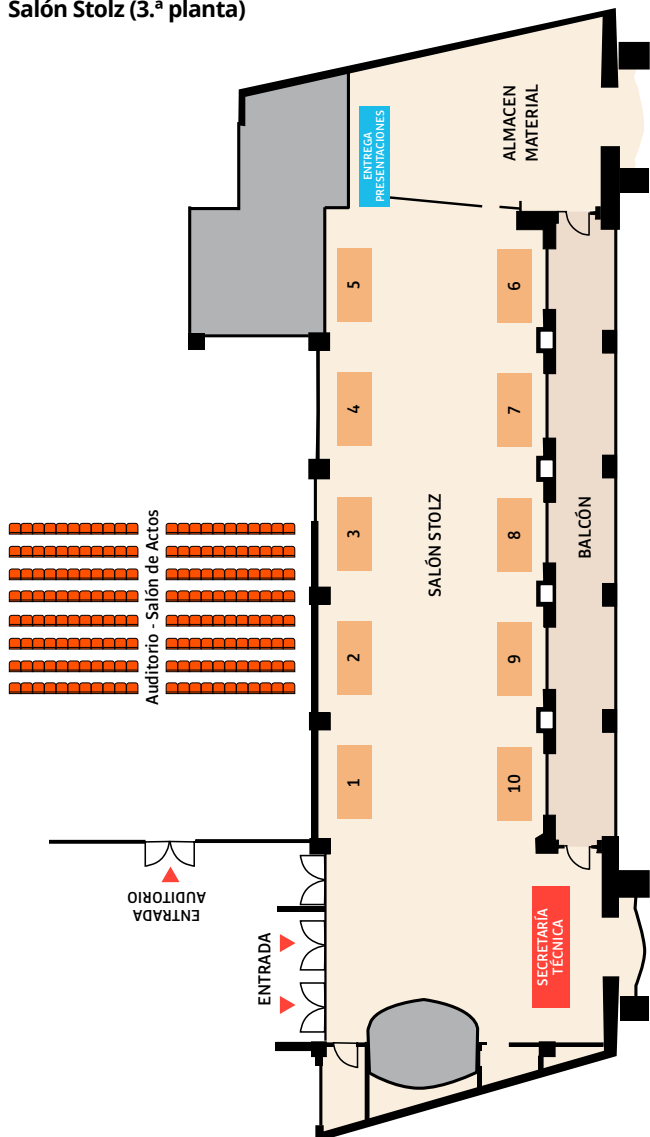 Salón Stolz (3.ª planta)
ENTREGA
PRESENTACIONES
ALMACEN
MATERIAL
5
6
4
7
Auditorio - Salón de Actos
3
SALÓN STOLZ
8
BALCÓN
2
9
1
10
ENTRADA
AUDITORIO
ENTRADA
SECRETARÍA
TÉCNICA